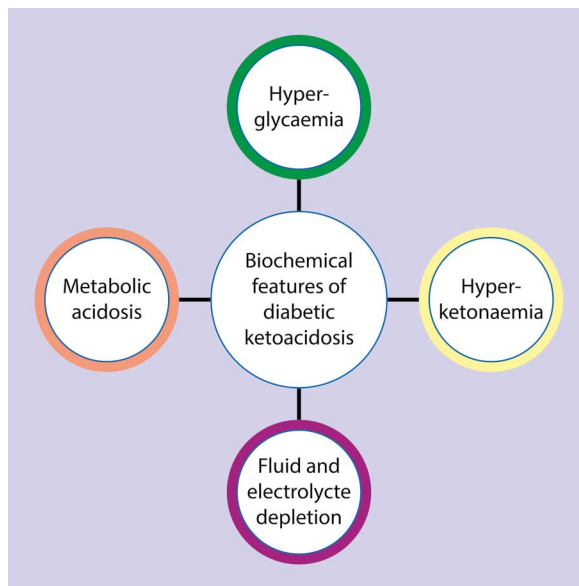 Hyper-
glycaemia
Metabolic
acidosis
Biochemical
features of
diabetic
ketoacidosis
Hyper-
ketonaemia
Fluid and
electrolycte
depletion